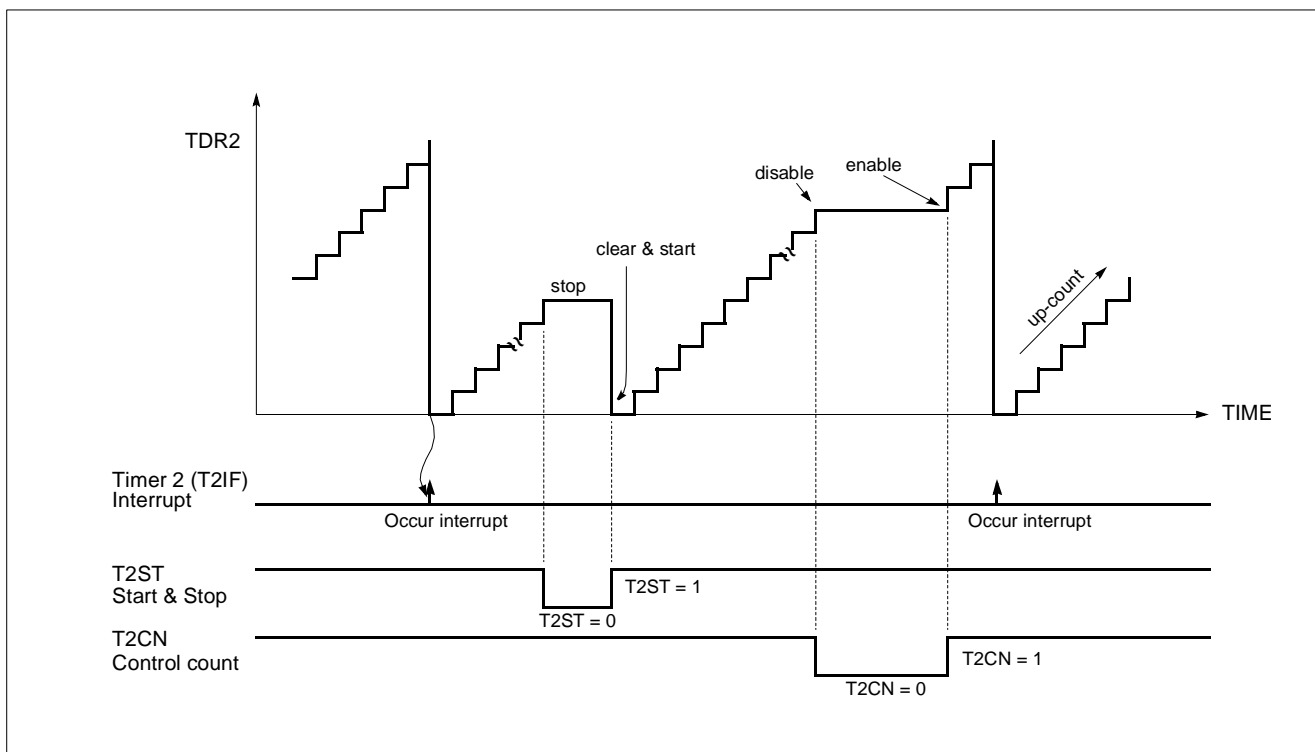 TDR2
disable
enable
clear & start
stop
up-count
TIME
Timer 2 (T2IF)
Interrupt
Occur interrupt
Occur interrupt
T2ST
Start & Stop
T2ST = 1
T2ST = 0
T2CN
Control count
T2CN = 1
T2CN = 0